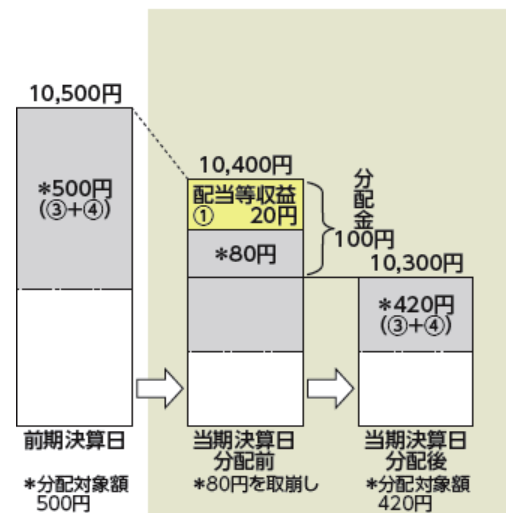 10,500円
*500円
(③+④)
10,400円
配当等収益
① 20円
*80円
分配金
100円
10,300円
*420円
(③+④)
前期決算日
*分配対象額
500円
当期決算日
分配前
*80円を取崩し
当期決算日
分配後
*分配対象額
420円